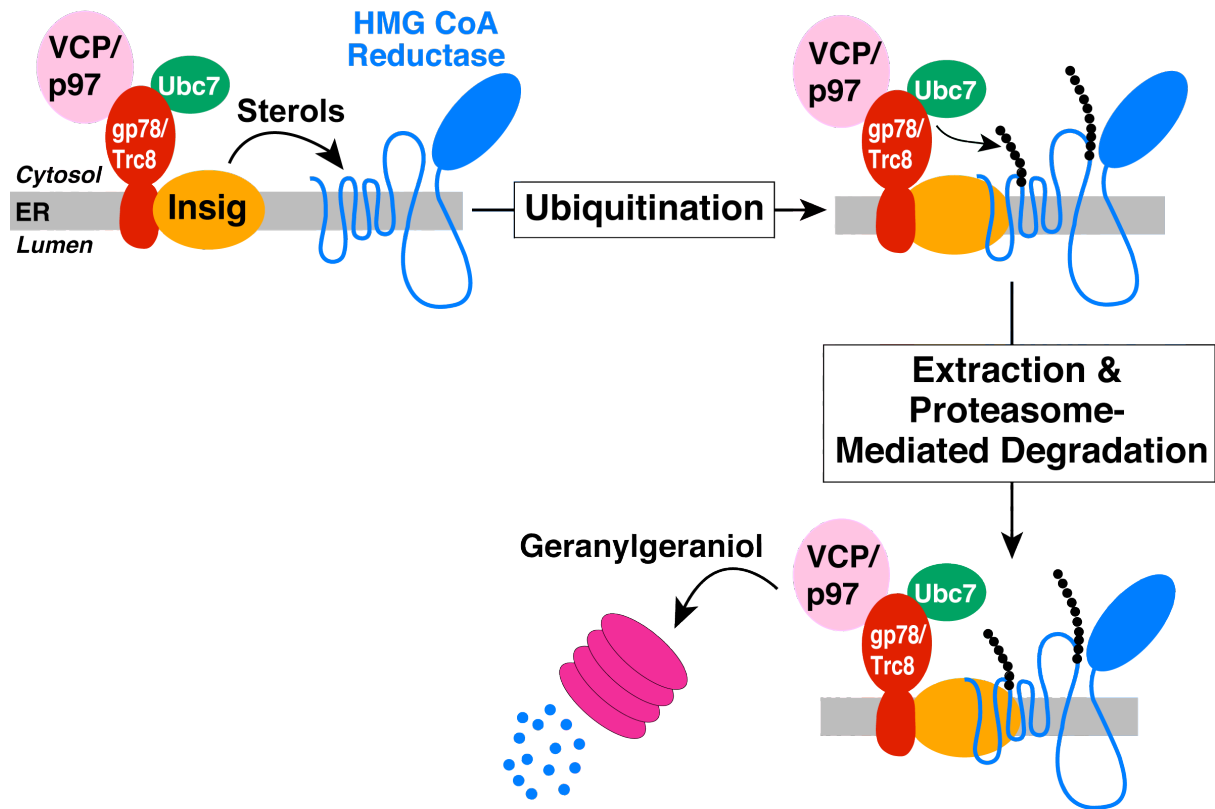 VCP/
p97
Ubc7
HMG CoA
Reductase
Sterols
gp78/
Trc8
Cytosol
ER
Lumen
Insig
Ubiquitination
VCP/
p97
Ubc7
gp78/
Trc8
Extraction &
Proteasome-
Mediated Degradation
Geranylgeraniol
VCP/
p97
Ubc7
gp78/
Trc8